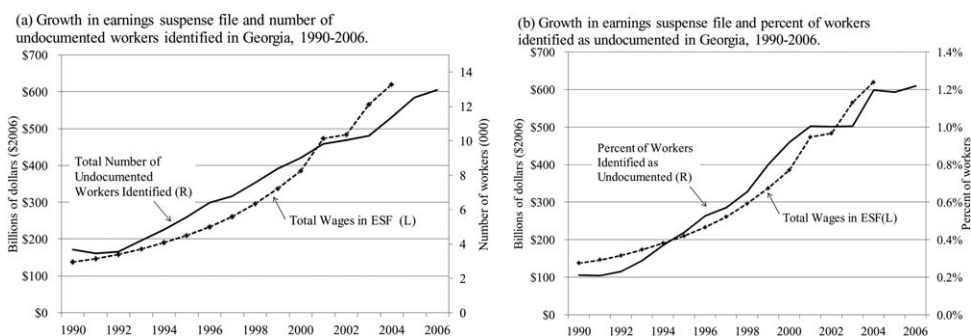 (a) Growth in earnings suspense file and number of
undocumented workers identified in Georgia, 1990-2006.
$700
$600
$500
$400
$300
$200
$100
$0
Billions of dollars ($2006)
14
12
10
8
6
4
2
0
Number of workers (000)
Total Number of
Undocumented
Workers Identified (R)
Total Wages in ESF (L)
1990 1992 1994 1996 1998 2000 2002 2004 2006
(b) Growth in earnings suspense file and percent of workers
identified as undocumented in Georgia, 1990-2006.
$700
$600
$500
$400
$300
$200
$100
$0
Billions of dollars ($2006)
1.4%
1.2%
1.0%
0.8%
0.6%
0.4%
0.2%
0.0%
Percent of workers
Percent of Workers
Identified as
Undocumented (R)
Total Wages in ESF(L)
1990 1992 1994 1996 1998 2000 2002 2004 2006